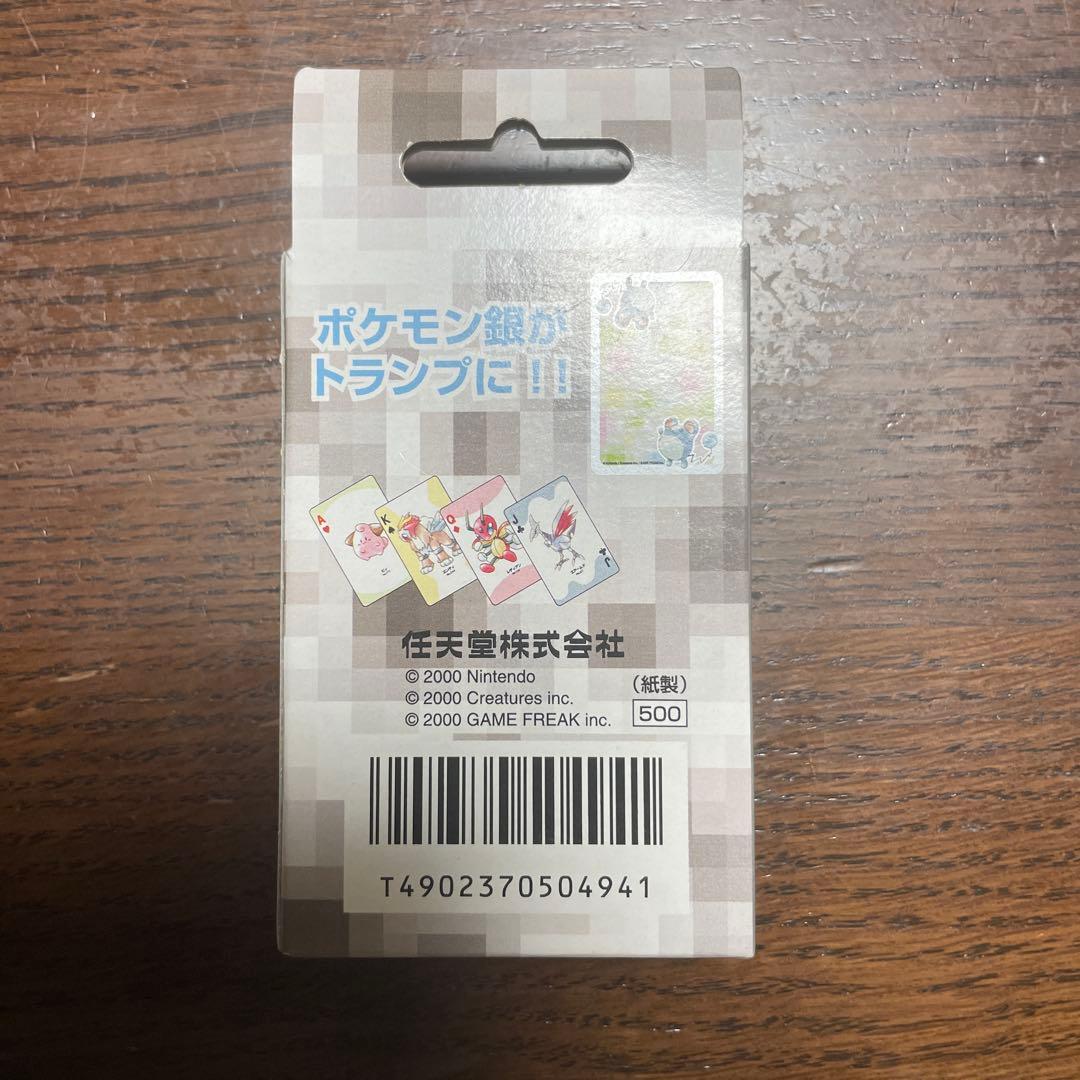 ポケモン銀が
トランプに!!
A
K
Q
J
J
任天堂株式会社
© 2000 Nintendo
© 2000 Creatures inc.
© 2000 GAME FREAK inc.
(紙製)
500
T4902370504941